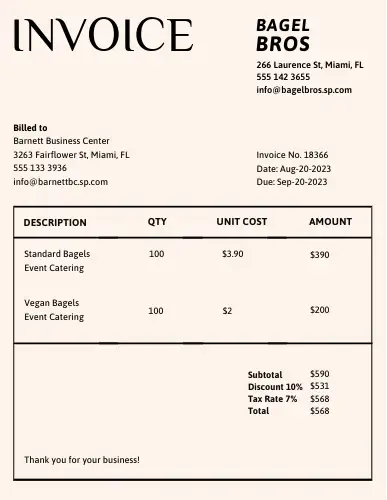 INVOICE
BAGEL
BROS
266 Laurence St, Miami, FL
555 142 3655
info@bagelbros.sp.com
Billed to
Barnett Business Center
3263 Fairflower St, Miami, FL
555 133 3936
info@barnettbc.sp.com
Invoice No. 18366
Date: Aug-20-2023
Due: Sep-20-2023
DESCRIPTION QTY UNIT COST AMOUNT
Standard Bagels 100 $3.90 $390
Event Catering
Vegan Bagels
Event Catering 100 $2 $200
Subtotal $590
Discount 10% $531
Tax Rate 7% $568
Total $568
Thank you for your business!